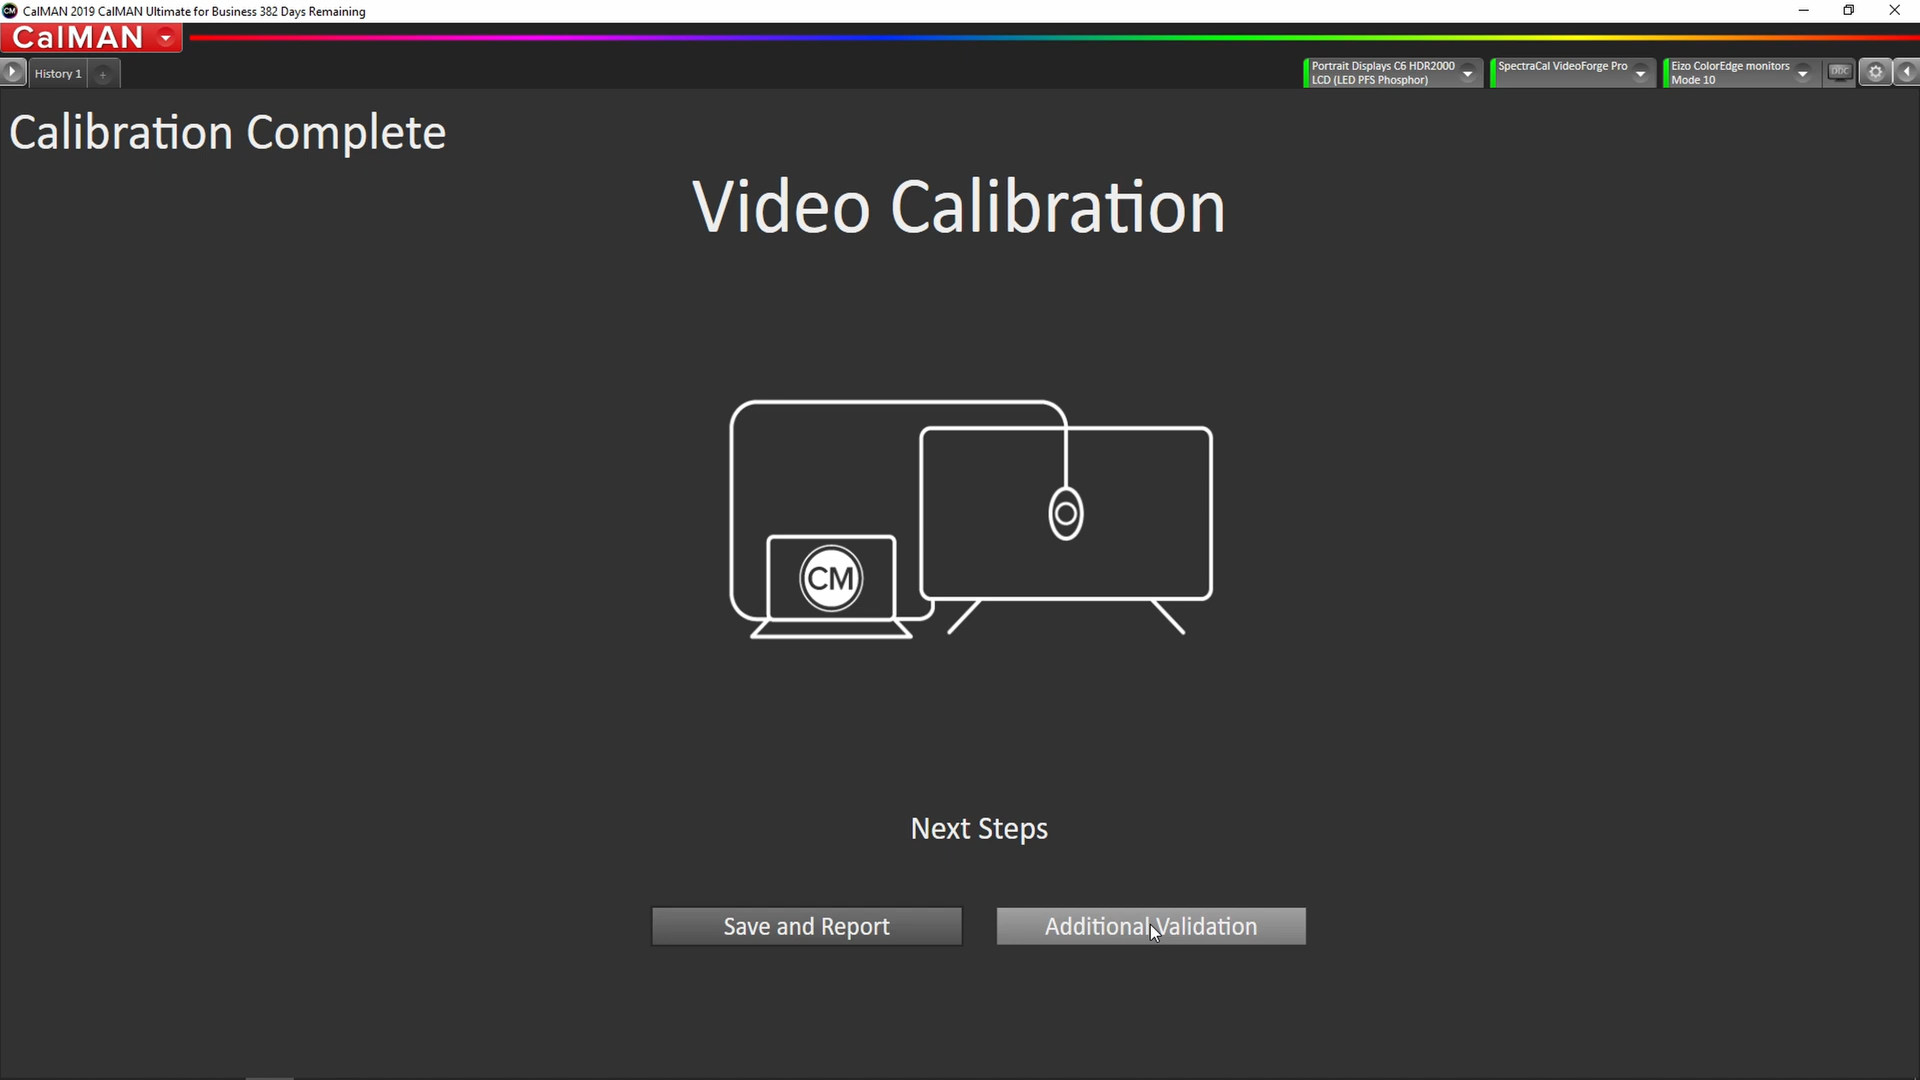 CalMAN 2019 CalMAN Ultimate for Business 382 Days Remaining
CalMAN
History 1
+
Portrait Displays C6 HDR2000
LCD (LED PFS Phosphor)
SpectraCal VideoForge Pro
Eizo ColorEdge monitors
Mode 10
DDC
Calibration Complete
Video Calibration
CM
Next Steps
Save and Report
Additional Validation